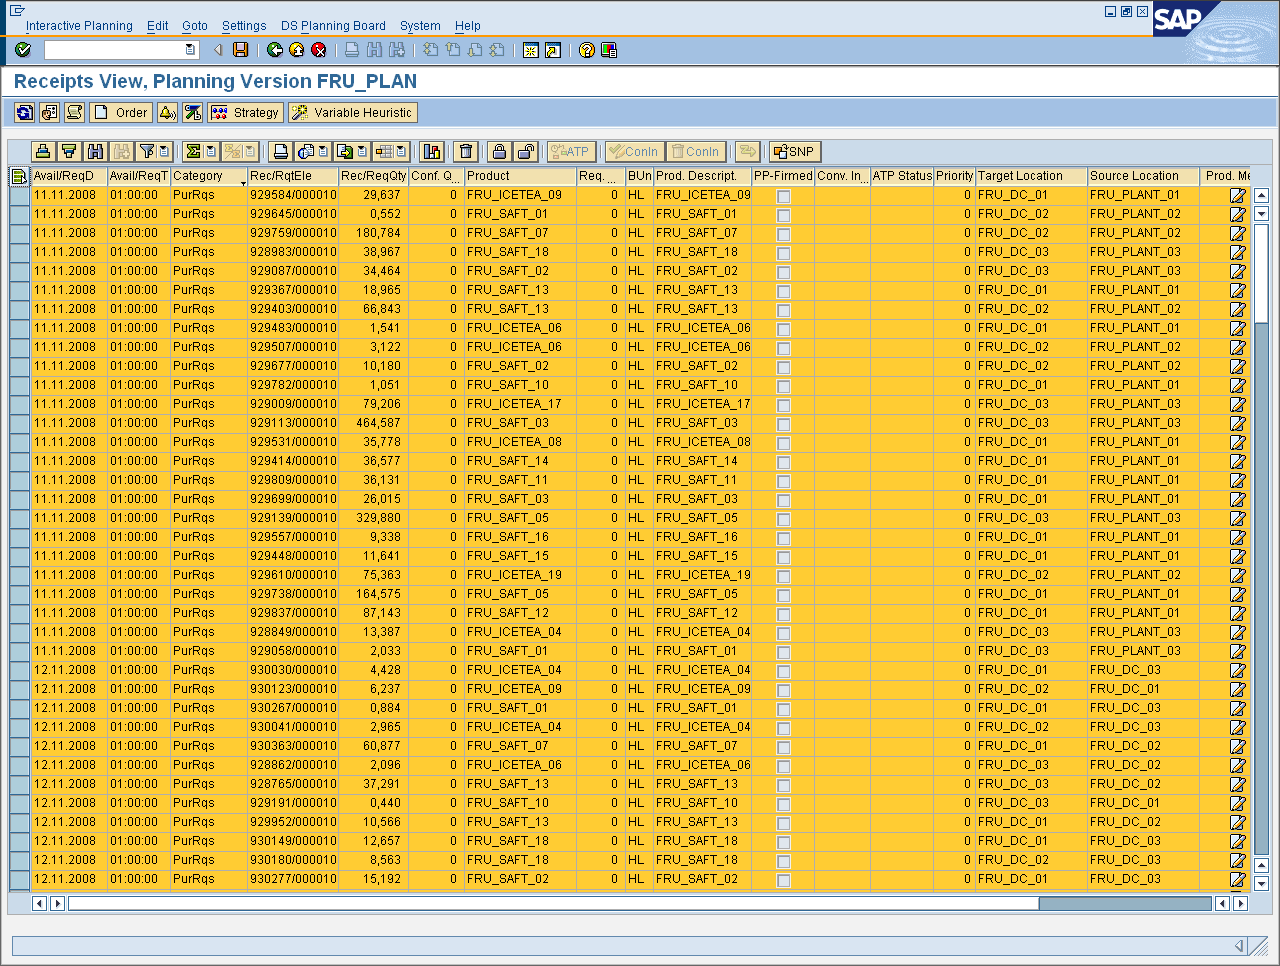 Interactive Planning Edit Goto Settings DS Planning Board System Help
SAP
Receipts View, Planning Version FRU_PLAN
Order Strategy Variable Heuristic
ATP ConIn ConIn SNP
Avail/ReqD Avail/ReqT Category Rec/RqtEle Rec/ReqQty Conf. Q... Product Req. ... BUn Prod. Descript. PP-Firmed Conv. In... ATP Status Priority Target Location Source Location Prod. Me
11.11.2008 01:00:00 PurRqs 929584/000010 29,637 0 FRU_ICETEA_09 0 HL FRU_ICETEA_09 0 FRU_DC_01 FRU_PLANT_01
11.11.2008 01:00:00 PurRqs 929645/000010 0,552 0 FRU_SAFT_01 0 HL FRU_SAFT_01 0 FRU_DC_02 FRU_PLANT_02
11.11.2008 01:00:00 PurRqs 929759/000010 180,784 0 FRU_SAFT_07 0 HL FRU_SAFT_07 0 FRU_DC_02 FRU_PLANT_02
11.11.2008 01:00:00 PurRqs 928983/000010 38,967 0 FRU_SAFT_18 0 HL FRU_SAFT_18 0 FRU_DC_03 FRU_PLANT_03
11.11.2008 01:00:00 PurRqs 929087/000010 34,464 0 FRU_SAFT_02 0 HL FRU_SAFT_02 0 FRU_DC_03 FRU_PLANT_03
11.11.2008 01:00:00 PurRqs 929367/000010 18,965 0 FRU_SAFT_13 0 HL FRU_SAFT_13 0 FRU_DC_01 FRU_PLANT_01
11.11.2008 01:00:00 PurRqs 929403/000010 66,843 0 FRU_SAFT_13 0 HL FRU_SAFT_13 0 FRU_DC_02 FRU_PLANT_02
11.11.2008 01:00:00 PurRqs 929483/000010 1,541 0 FRU_ICETEA_06 0 HL FRU_ICETEA_06 0 FRU_DC_01 FRU_PLANT_01
11.11.2008 01:00:00 PurRqs 929507/000010 3,122 0 FRU_ICETEA_06 0 HL FRU_ICETEA_06 0 FRU_DC_02 FRU_PLANT_02
11.11.2008 01:00:00 PurRqs 929677/000010 10,180 0 FRU_SAFT_02 0 HL FRU_SAFT_02 0 FRU_DC_02 FRU_PLANT_02
11.11.2008 01:00:00 PurRqs 929782/000010 1,051 0 FRU_SAFT_10 0 HL FRU_SAFT_10 0 FRU_DC_01 FRU_PLANT_01
11.11.2008 01:00:00 PurRqs 929009/000010 79,206 0 FRU_ICETEA_17 0 HL FRU_ICETEA_17 0 FRU_DC_03 FRU_PLANT_03
11.11.2008 01:00:00 PurRqs 929113/000010 464,587 0 FRU_SAFT_03 0 HL FRU_SAFT_03 0 FRU_DC_03 FRU_PLANT_03
11.11.2008 01:00:00 PurRqs 929531/000010 35,778 0 FRU_ICETEA_08 0 HL FRU_ICETEA_08 0 FRU_DC_01 FRU_PLANT_01
11.11.2008 01:00:00 PurRqs 929414/000010 36,577 0 FRU_SAFT_14 0 HL FRU_SAFT_14 0 FRU_DC_01 FRU_PLANT_01
11.11.2008 01:00:00 PurRqs 929809/000010 36,131 0 FRU_SAFT_11 0 HL FRU_SAFT_11 0 FRU_DC_01 FRU_PLANT_01
11.11.2008 01:00:00 PurRqs 929699/000010 26,015 0 FRU_SAFT_03 0 HL FRU_SAFT_03 0 FRU_DC_01 FRU_PLANT_01
11.11.2008 01:00:00 PurRqs 929139/000010 329,880 0 FRU_SAFT_05 0 HL FRU_SAFT_05 0 FRU_DC_03 FRU_PLANT_03
11.11.2008 01:00:00 PurRqs 929557/000010 9,338 0 FRU_SAFT_16 0 HL FRU_SAFT_16 0 FRU_DC_01 FRU_PLANT_01
11.11.2008 01:00:00 PurRqs 929448/000010 11,641 0 FRU_SAFT_15 0 HL FRU_SAFT_15 0 FRU_DC_01 FRU_PLANT_01
11.11.2008 01:00:00 PurRqs 929610/000010 75,363 0 FRU_ICETEA_19 0 HL FRU_ICETEA_19 0 FRU_DC_02 FRU_PLANT_02
11.11.2008 01:00:00 PurRqs 929738/000010 164,575 0 FRU_SAFT_05 0 HL FRU_SAFT_05 0 FRU_DC_01 FRU_PLANT_01
11.11.2008 01:00:00 PurRqs 929837/000010 87,143 0 FRU_SAFT_12 0 HL FRU_SAFT_12 0 FRU_DC_01 FRU_PLANT_01
11.11.2008 01:00:00 PurRqs 928849/000010 13,387 0 FRU_ICETEA_04 0 HL FRU_ICETEA_04 0 FRU_DC_03 FRU_PLANT_03
11.11.2008 01:00:00 PurRqs 929058/000010 2,033 0 FRU_SAFT_01 0 HL FRU_SAFT_01 0 FRU_DC_03 FRU_PLANT_03
12.11.2008 01:00:00 PurRqs 930030/000010 4,428 0 FRU_ICETEA_04 0 HL FRU_ICETEA_04 0 FRU_DC_01 FRU_DC_03
12.11.2008 01:00:00 PurRqs 930123/000010 6,237 0 FRU_ICETEA_09 0 HL FRU_ICETEA_09 0 FRU_DC_02 FRU_DC_01
12.11.2008 01:00:00 PurRqs 930267/000010 0,884 0 FRU_SAFT_01 0 HL FRU_SAFT_01 0 FRU_DC_01 FRU_DC_03
12.11.2008 01:00:00 PurRqs 930041/000010 2,965 0 FRU_ICETEA_04 0 HL FRU_ICETEA_04 0 FRU_DC_02 FRU_DC_03
12.11.2008 01:00:00 PurRqs 930363/000010 60,877 0 FRU_SAFT_07 0 HL FRU_SAFT_07 0 FRU_DC_01 FRU_DC_02
12.11.2008 01:00:00 PurRqs 928862/000010 2,096 0 FRU_ICETEA_06 0 HL FRU_ICETEA_06 0 FRU_DC_03 FRU_DC_02
12.11.2008 01:00:00 PurRqs 928765/000010 37,291 0 FRU_SAFT_13 0 HL FRU_SAFT_13 0 FRU_DC_03 FRU_DC_02
12.11.2008 01:00:00 PurRqs 929191/000010 0,440 0 FRU_SAFT_10 0 HL FRU_SAFT_10 0 FRU_DC_03 FRU_DC_01
12.11.2008 01:00:00 PurRqs 929952/000010 10,566 0 FRU_SAFT_13 0 HL FRU_SAFT_13 0 FRU_DC_01 FRU_DC_02
12.11.2008 01:00:00 PurRqs 930149/000010 12,657 0 FRU_SAFT_18 0 HL FRU_SAFT_18 0 FRU_DC_01 FRU_DC_03
12.11.2008 01:00:00 PurRqs 930180/000010 8,563 0 FRU_SAFT_18 0 HL FRU_SAFT_18 0 FRU_DC_02 FRU_DC_03
12.11.2008 01:00:00 PurRqs 930277/000010 15,192 0 FRU_SAFT_02 0 HL FRU_SAFT_02 0 FRU_DC_01 FRU_DC_03